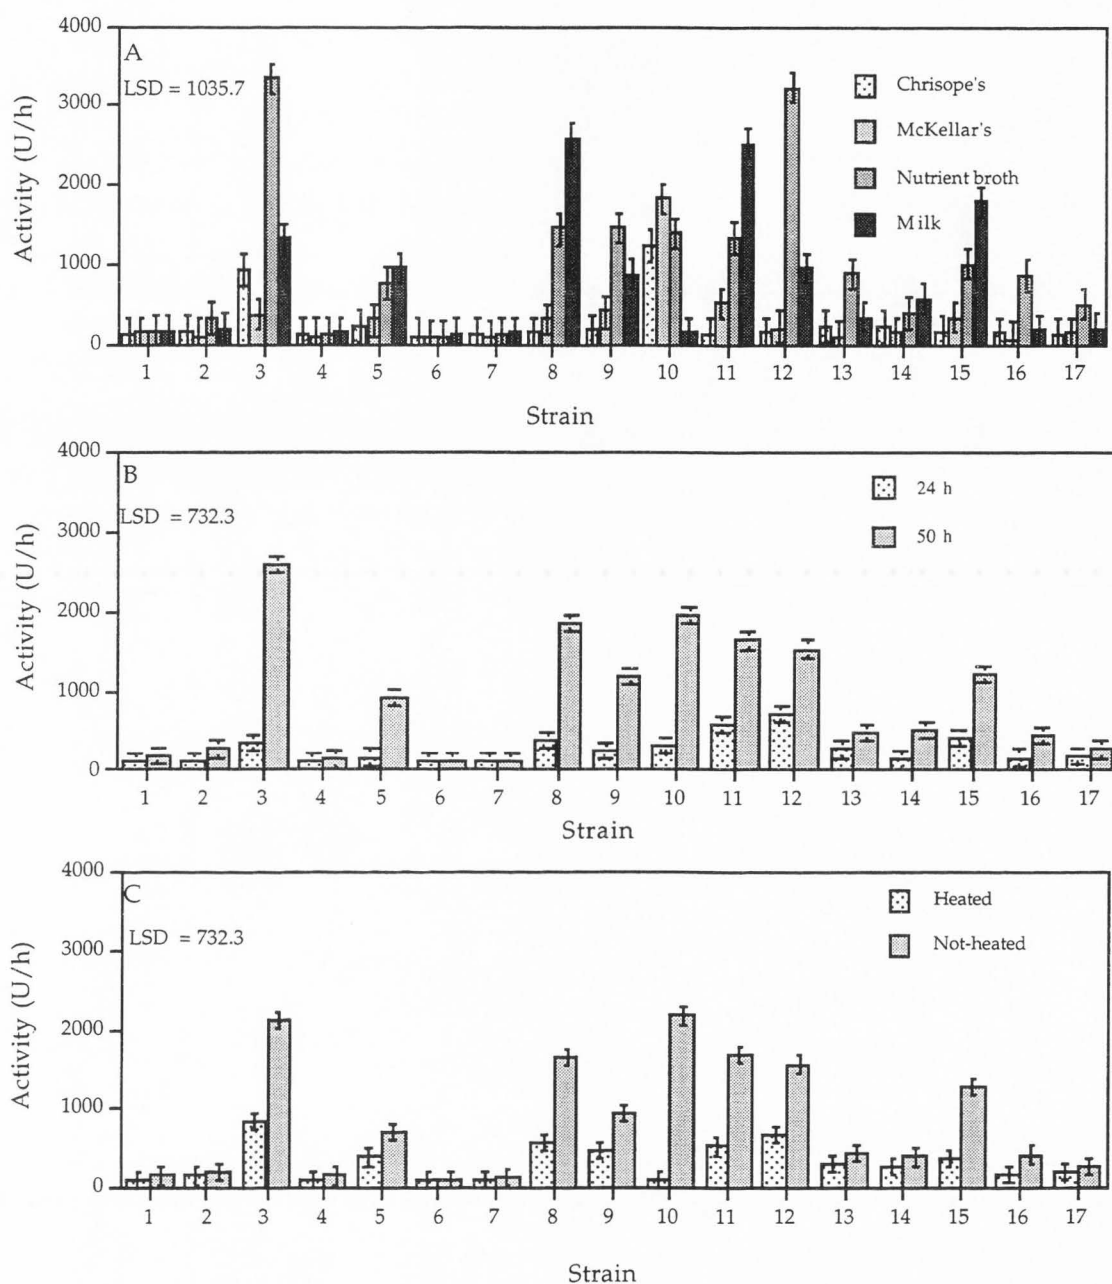 A
LSD = 1035.7
Chrisope's
McKellar's
Nutrient broth
Milk
Activity (U/h)
4000
3000
2000
1000
0
1 2 3 4 5 6 7 8 9 10 11 12 13 14 15 16 17
Strain
B
LSD = 732.3
24 h
50 h
Activity (U/h)
4000
3000
2000
1000
0
1 2 3 4 5 6 7 8 9 10 11 12 13 14 15 16 17
Strain
C
LSD = 732.3
Heated
Not-heated
Activity (U/h)
4000
3000
2000
1000
0
1 2 3 4 5 6 7 8 9 10 11 12 13 14 15 16 17
Strain